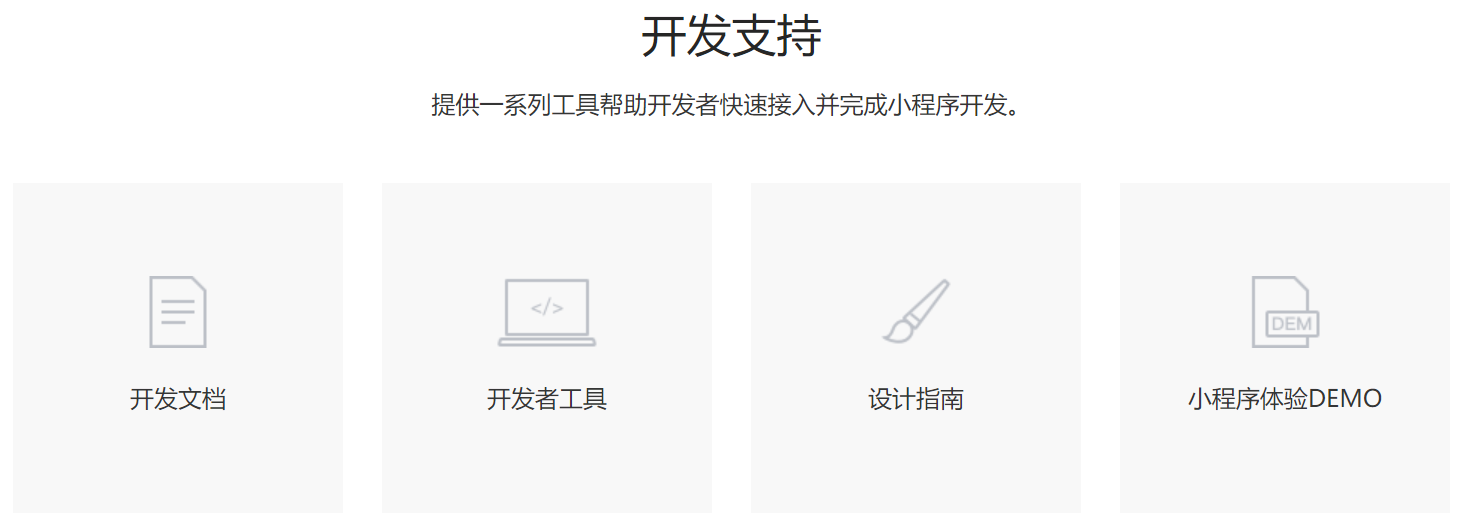 开发支持
提供一系列工具帮助开发者快速接入并完成小程序开发。
</>
DEM
开发文档
开发者工具
设计指南
小程序体验DEMO